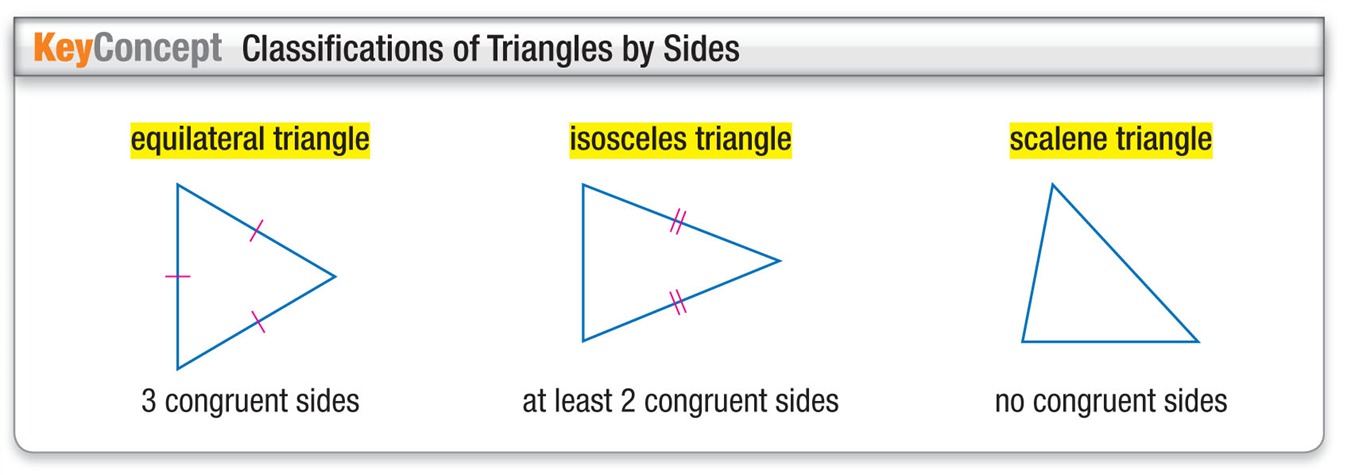 KeyConcept Classifications of Triangles by Sides
equilateral triangle
isosceles triangle
scalene triangle
3 congruent sides
at least 2 congruent sides
no congruent sides